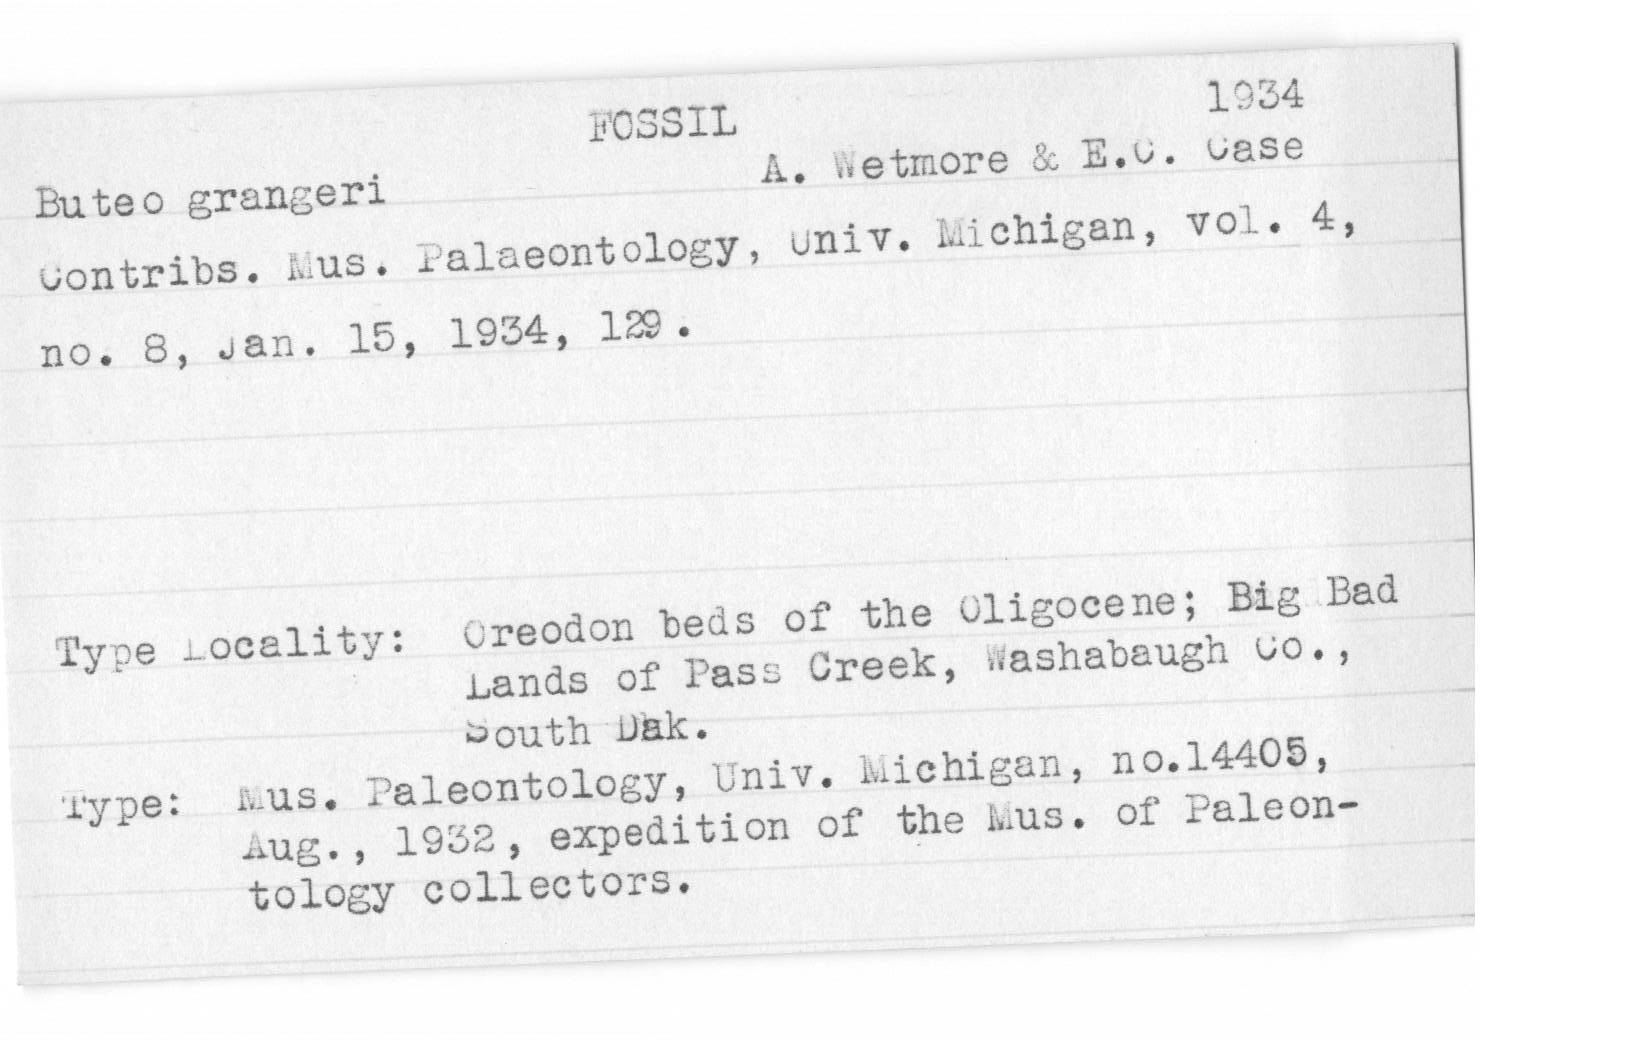 FOSSIL 1934
Buteo grangeri A. Wetmore & E.C. Case
Contribs. Mus. Palaeontology, Univ. Michigan, vol. 4,
no. 8, Jan. 15, 1934, 129.
Type Locality: Oreodon beds of the Oligocene; Big Bad
Lands of Pass Creek, Washabaugh Co.,
South Dak.
Type: Mus. Paleontology, Univ. Michigan, no.14405,
Aug., 1932, expedition of the Mus. of Paleon-
tology collectors.